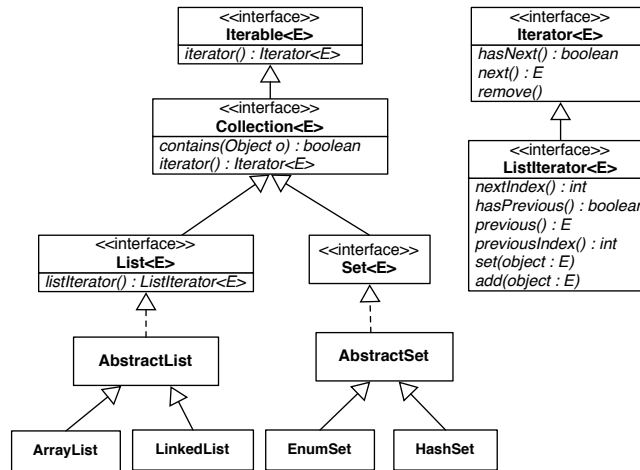 <<interface>>
Iterable<E>
iterator() : Iterator<E>
<<interface>>
Iterator<E>
hasNext() : boolean
next() : E
remove()
<<interface>>
Collection<E>
contains(Object o) : boolean
iterator() : Iterator<E>
<<interface>>
ListIterator<E>
nextIndex() : int
hasPrevious() : boolean
previous() : E
previousIndex() : int
set(object : E)
add(object : E)
<<interface>>
List<E>
listIterator() : ListIterator<E>
<<interface>>
Set<E>
AbstractList
AbstractSet
ArrayList
LinkedList
EnumSet
HashSet